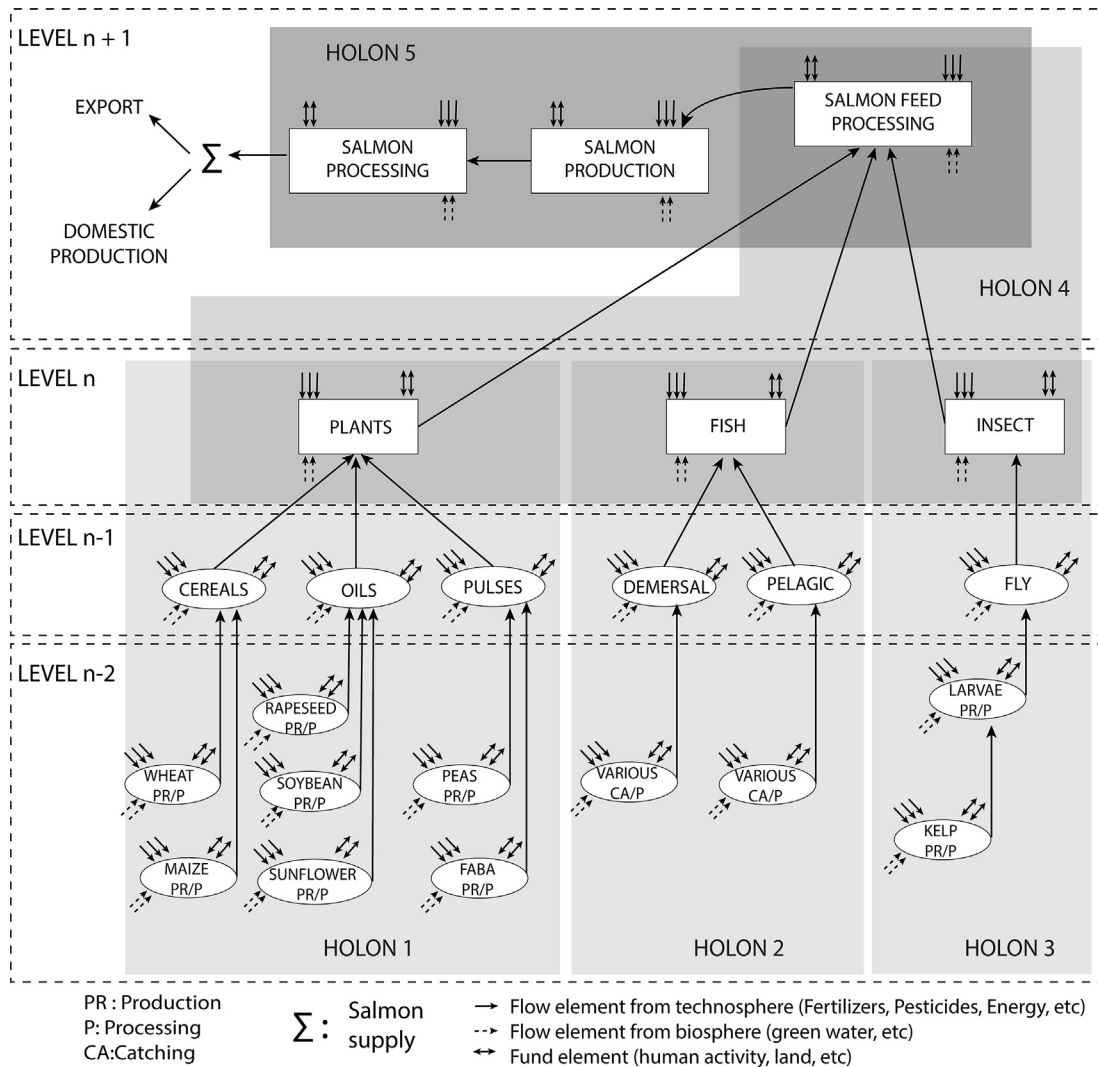 LEVEL n + 1
HOLON 5
EXPORT
Σ
DOMESTIC
PRODUCTION
SALMON
PROCESSING
SALMON
PRODUCTION
SALMON FEED
PROCESSING
HOLON 4
LEVEL n
PLANTS
FISH
INSECT
LEVEL n-1
CEREALS
OILS
PULSES
DEMERSAL
PELAGIC
FLY
LEVEL n-2
RAPESEED
PR/P
LARVAE
PR/P
WHEAT
PR/P
SOYBEAN
PR/P
PEAS
PR/P
VARIOUS
CA/P
VARIOUS
CA/P
KELP
PR/P
MAIZE
PR/P
SUNFLOWER
PR/P
FABA
PR/P
HOLON 1
HOLON 2
HOLON 3
PR : Production
P: Processing
CA:Catching
Σ : Salmon
supply
Flow element from technosphere (Fertilizers, Pesticides, Energy, etc)
Flow element from biosphere (green water, etc)
Fund element (human activity, land, etc)